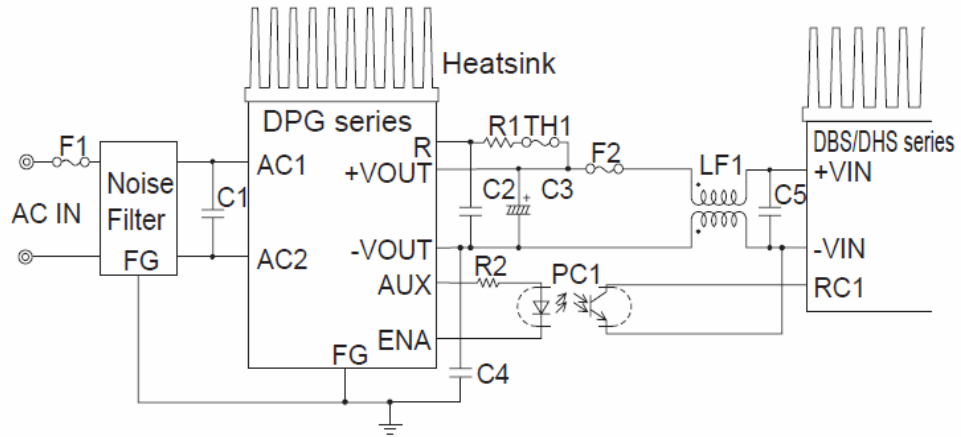 Heatsink
DPG series
DBS/DHS series
F1
R
R1
TH1
F2
LF1
AC1
+VOUT
+VIN
Noise
Filter
C1
C2
C3
C5
AC IN
-VOUT
-VIN
FG
AC2
R2
PC1
AUX
RC1
ENA
FG
C4